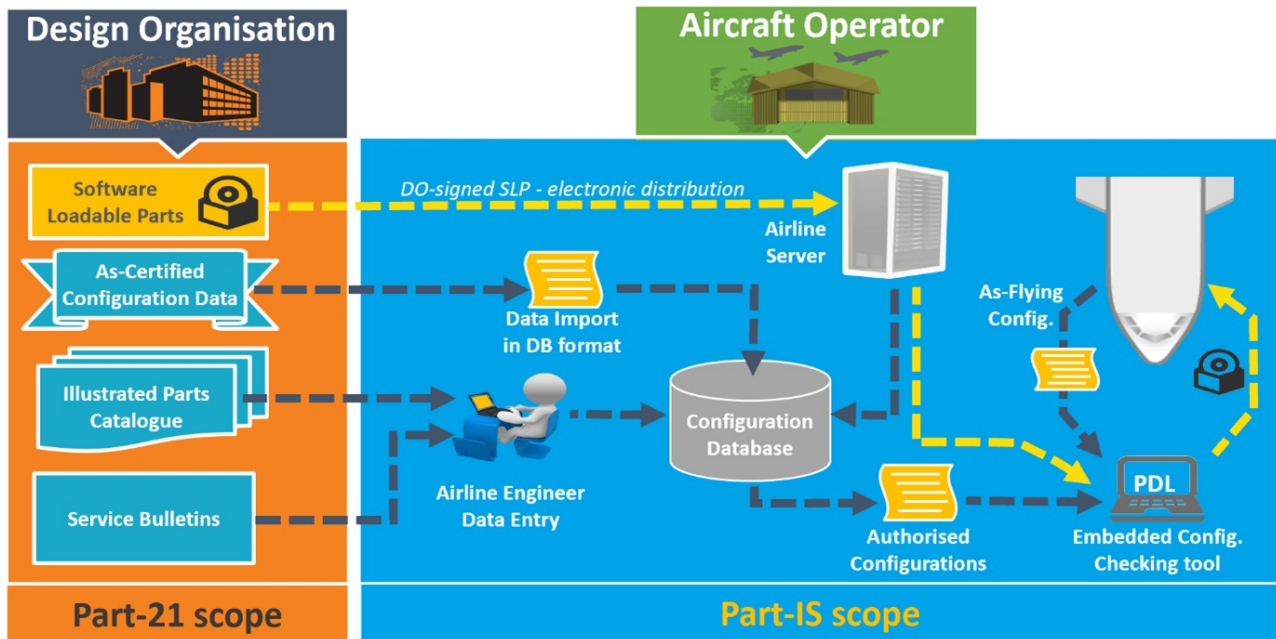 Design Organisation
Aircraft Operator
Software
Loadable Parts
DO-signed SLP - electronic distribution
Airline
Server
As-Certified
Configuration Data
Data Import
in DB format
As-Flying
Config.
Illustrated Parts
Catalogue
Configuration
Database
Airline Engineer
Data Entry
Service Bulletins
PDL
Authorised
Configurations
Embedded Config.
Checking tool
Part-21 scope
Part-IS scope